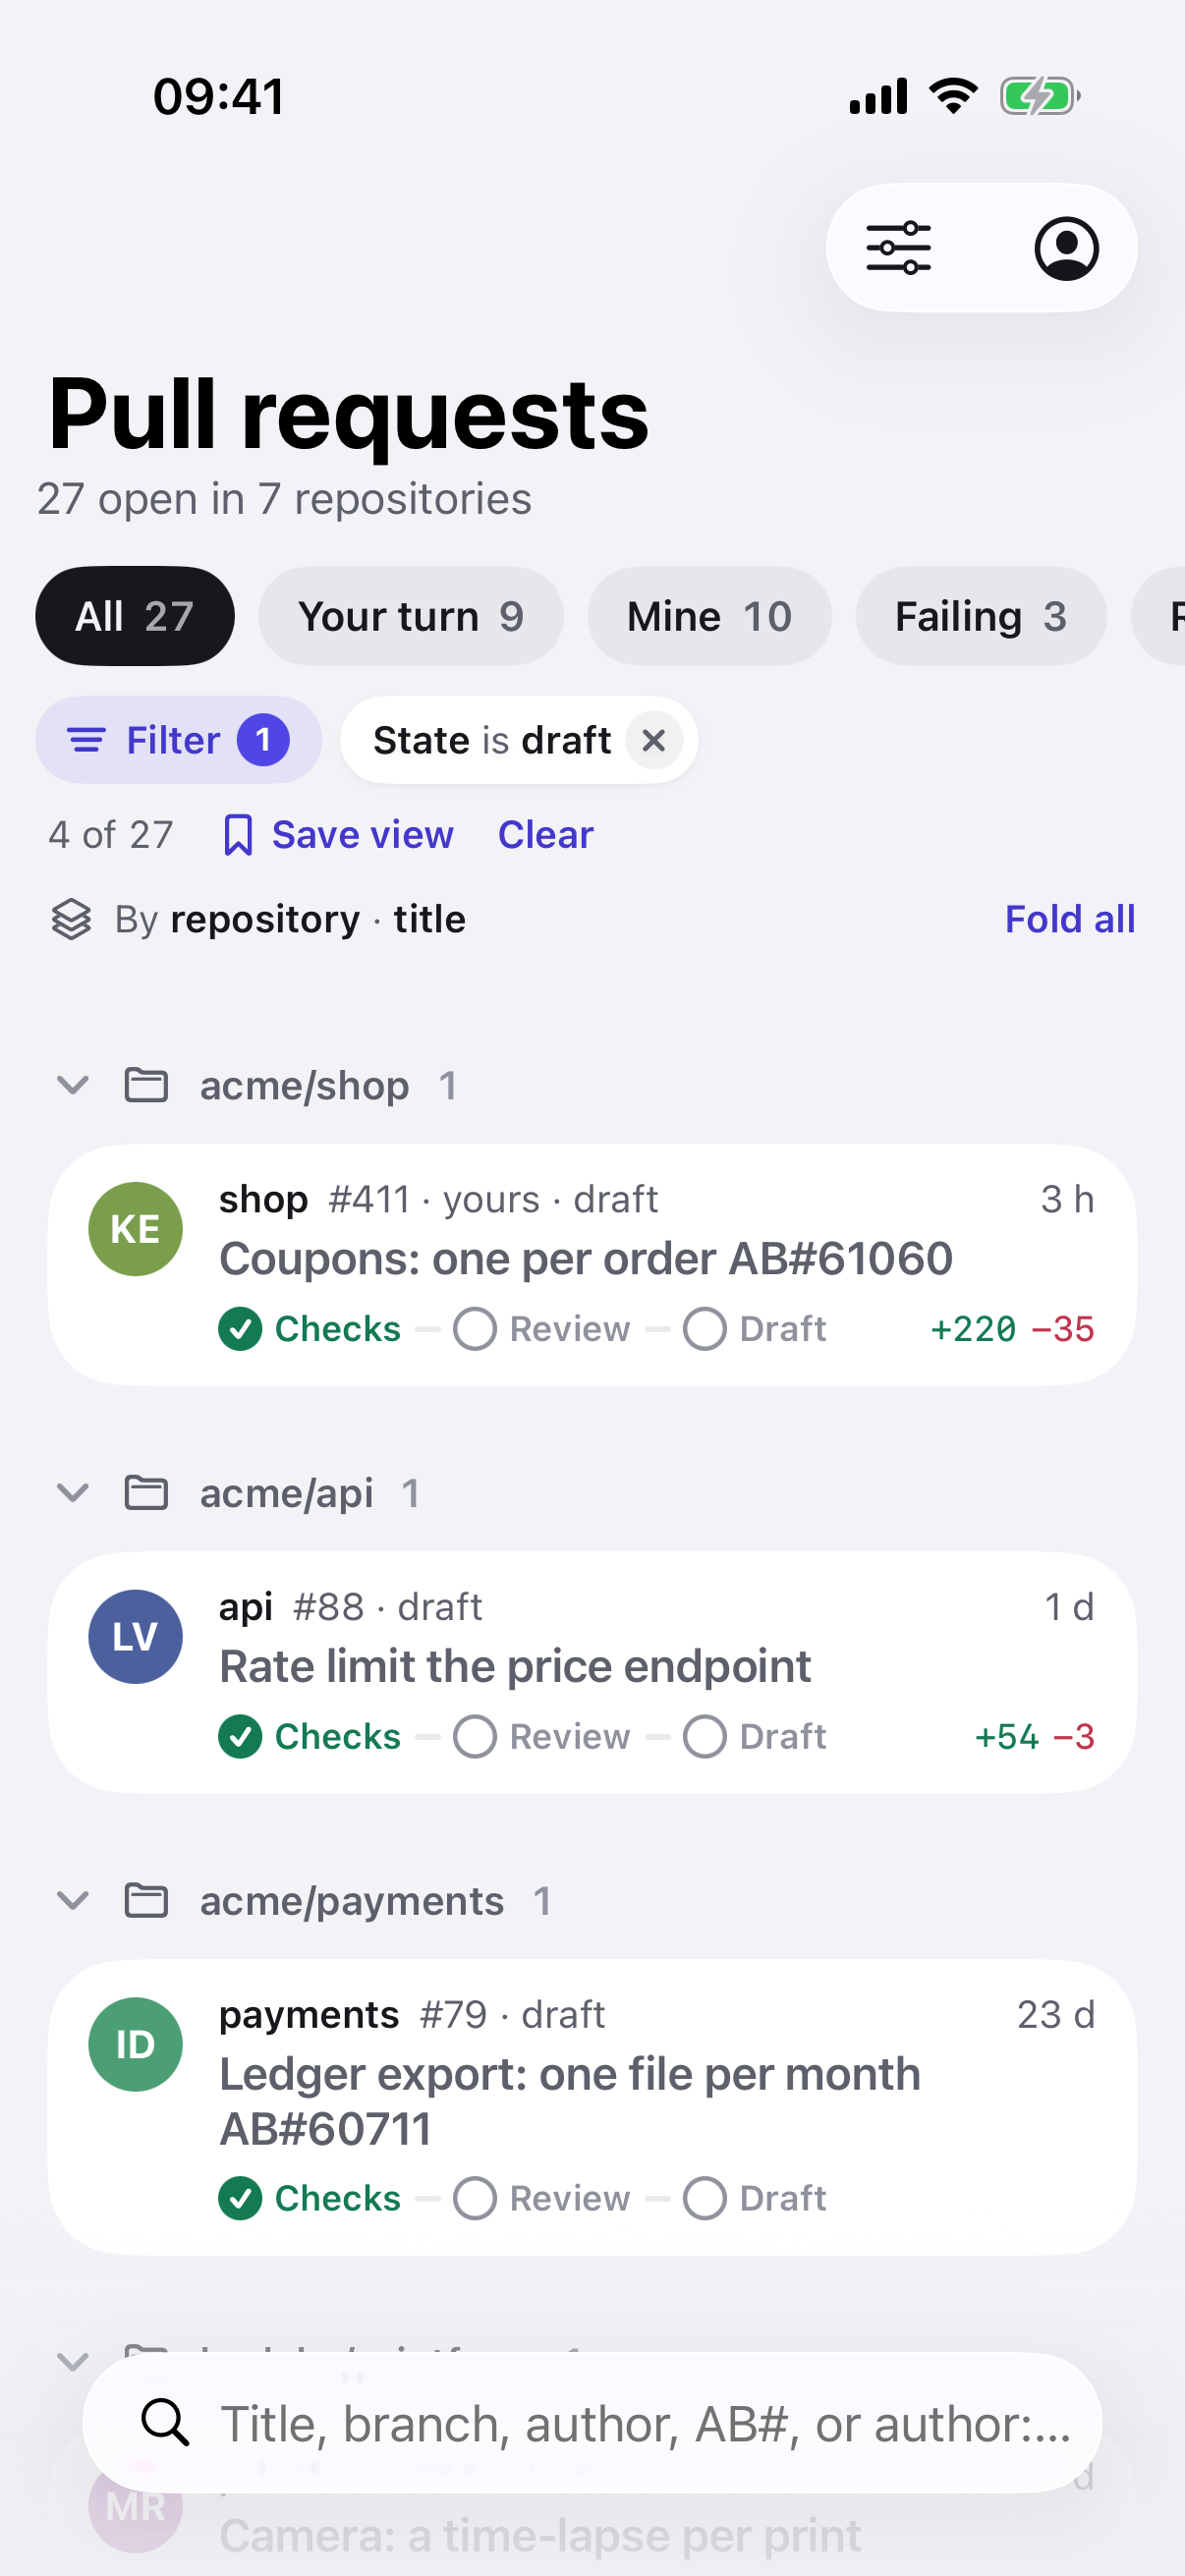 09:41
Pull requests
27 open in 7 repositories
All 27 Your turn 9 Mine 10 Failing 3
Filter 1 State is draft
4 of 27 Save view Clear
By repository · title Fold all
acme/shop 1
KE shop #411 · yours · draft 3 h
Coupons: one per order AB#61060
Checks Review Draft +220 −35
acme/api 1
LV api #88 · draft 1 d
Rate limit the price endpoint
Checks Review Draft +54 −3
acme/payments 1
ID payments #79 · draft 23 d
Ledger export: one file per month
AB#60711
Checks Review Draft
Title, branch, author, AB#, or author:...
MR
Camera: a time-lapse per print